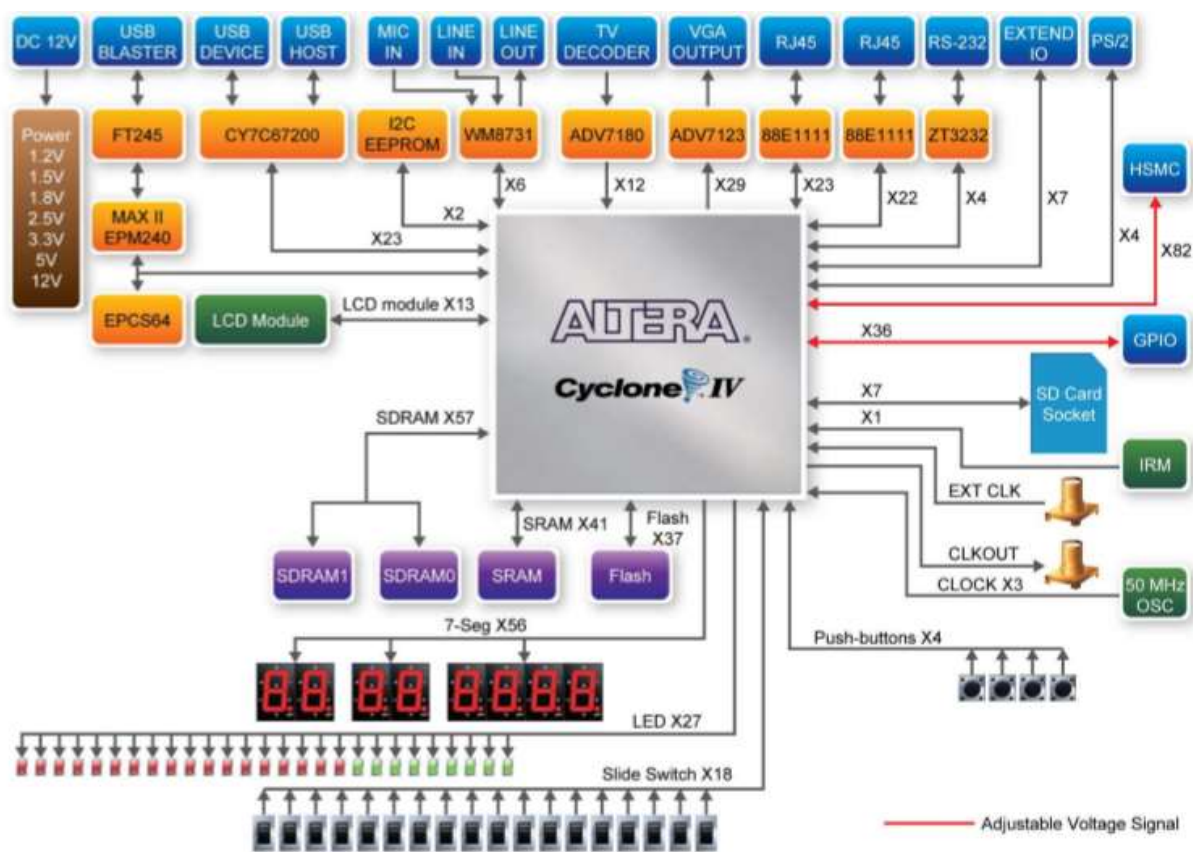 DC 12V
USB
BLASTER
USB
DEVICE
USB
HOST
MIC
IN
LINE
IN
LINE
OUT
TV
DECODER
VGA
OUTPUT
RJ45
RJ45
RS-232
EXTEND
IO
PS/2
Power
1.2V
1.5V
1.8V
2.5V
3.3V
5V
12V
FT245
CY7C67200
I2C
EEPROM
WM8731
ADV7180
ADV7123
88E1111
88E1111
ZT3232
HSMC
X6
X12
X29
X23
X22
X4
X7
X4
X82
MAX II
EPM240
X2
X23
EPCS64
LCD Module
LCD module X13
ALTERA
Cyclone IV
X36
GPIO
X7
SD Card
Socket
X1
IRM
SDRAM X57
EXT CLK
SRAM X41
Flash
X37
CLKOUT
SDRAM1
SDRAM0
SRAM
Flash
CLOCK X3
50 MHz
OSC
7-Seg X56
Push-buttons X4
88
88
8888
LED X27
Slide Switch X18
Adjustable Voltage Signal